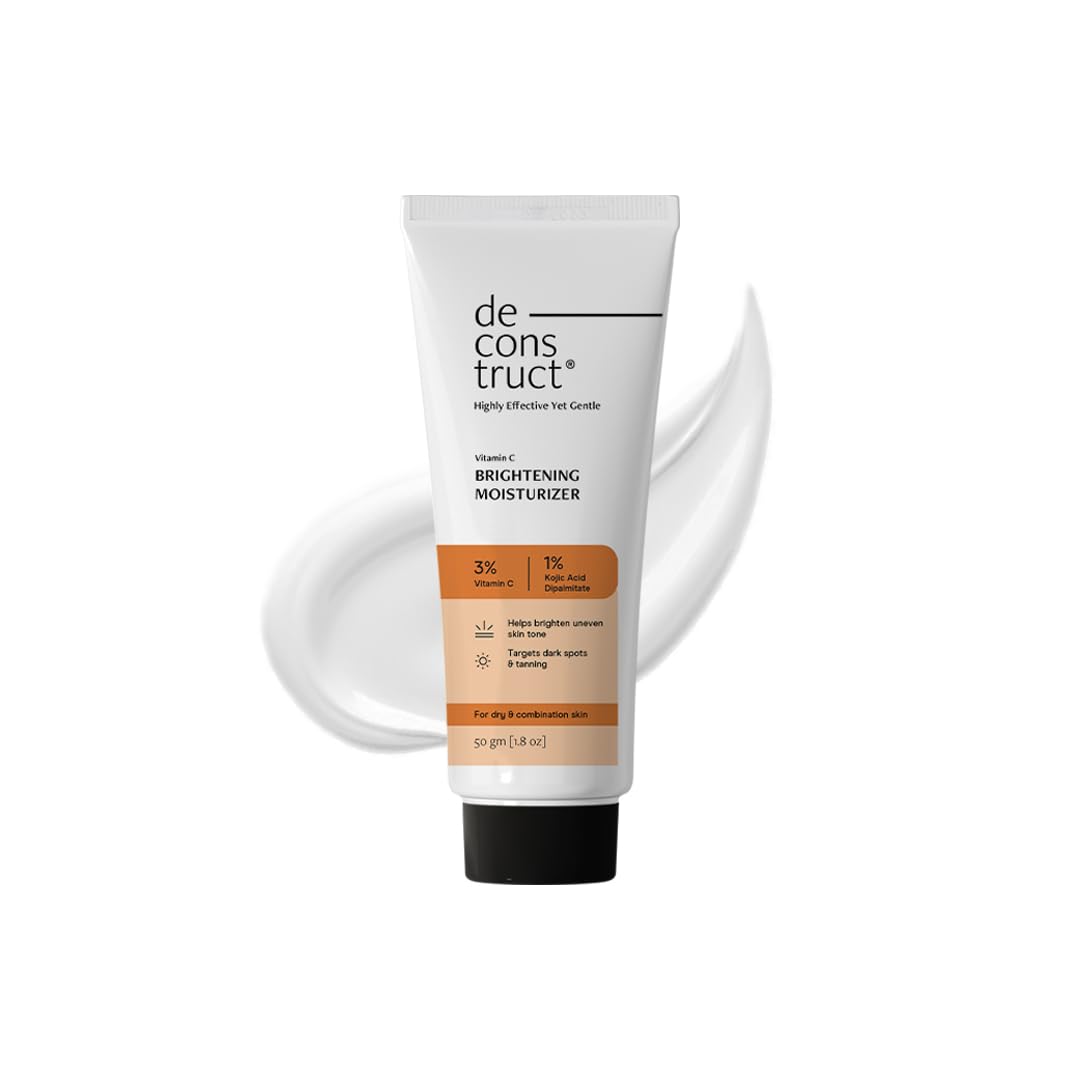 de
cons
truct®
Highly Effective Yet Gentle
Vitamin C
BRIGHTENING
MOISTURIZER
3%
Vitamin C
1%
Kojic Acid
Dipalmitate
Helps brighten uneven
skin tone
Targets dark spots
& tanning
For dry & combination skin
50 gm [1.8 oz]